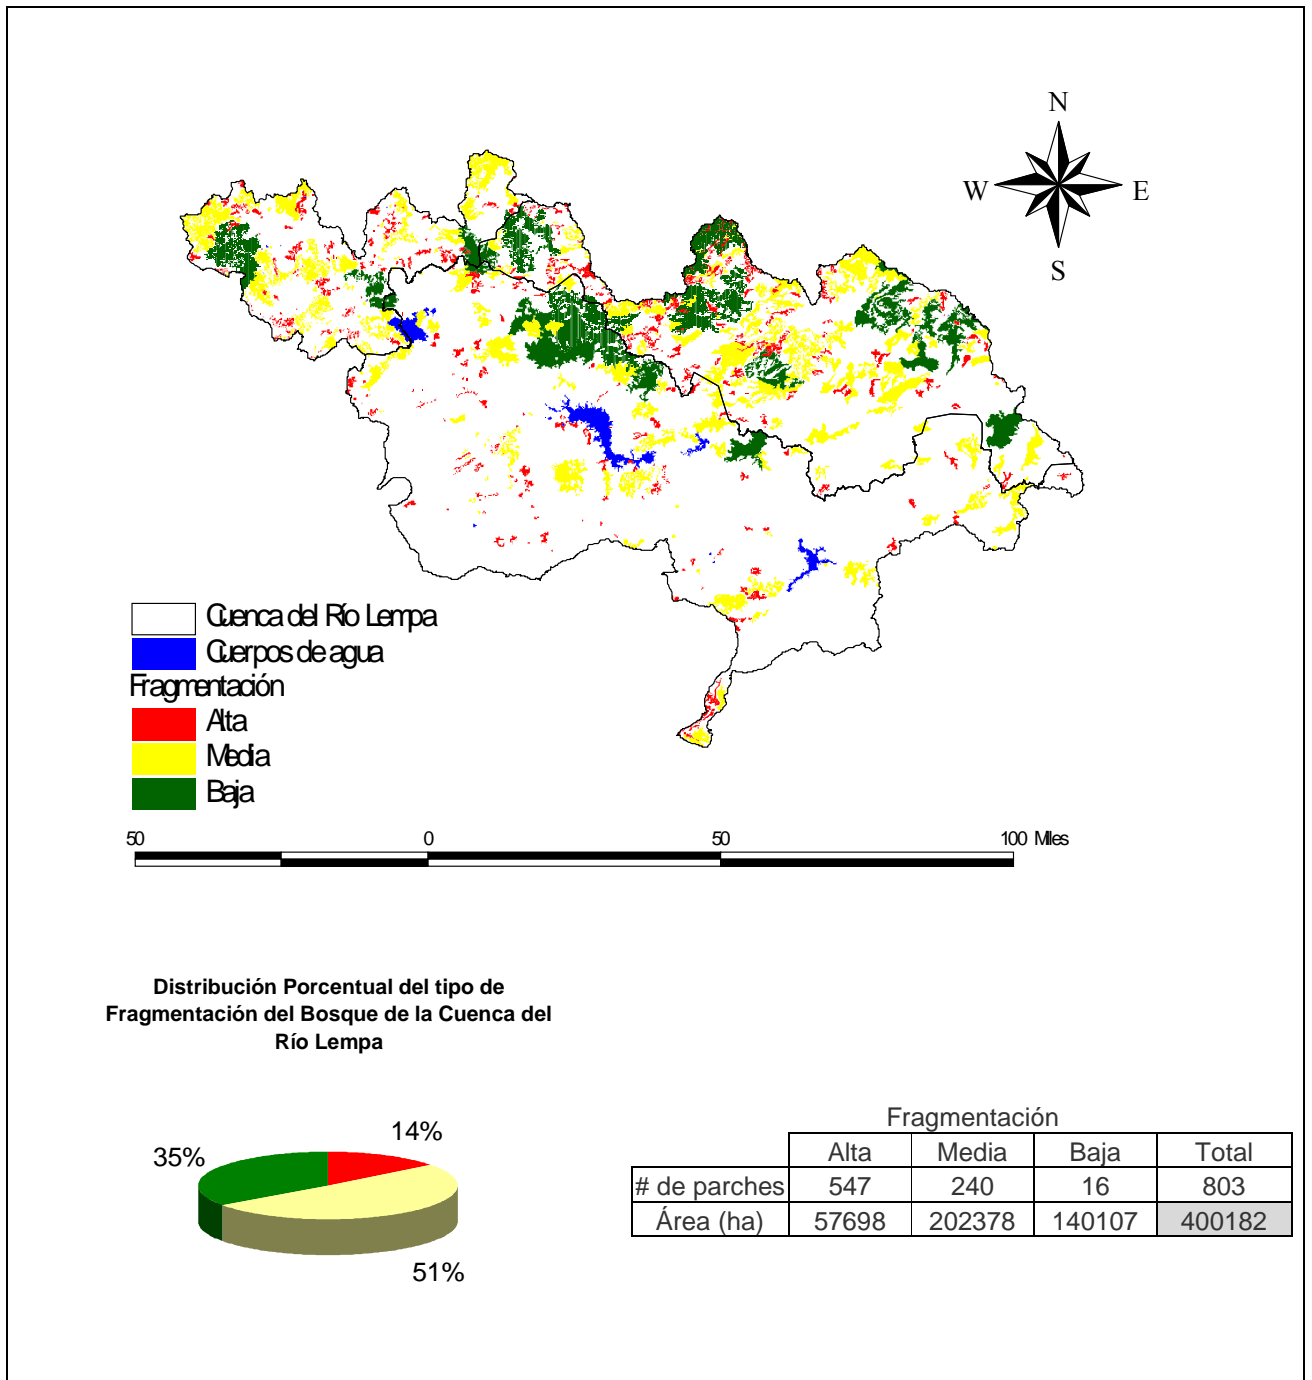 N
W E
S
Cuenca del Río Lempa
Cuerpos de agua
Fragmentación
Alta
Media
Baja
50 0 50 100 Miles
Distribución Porcentual del tipo de
Fragmentación del Bosque de la Cuenca del
Río Lempa
14%
35%
51%
Fragmentación
Alta Media Baja Total
# de parches 547 240 16 803
Área (ha) 57698 202378 140107 400182